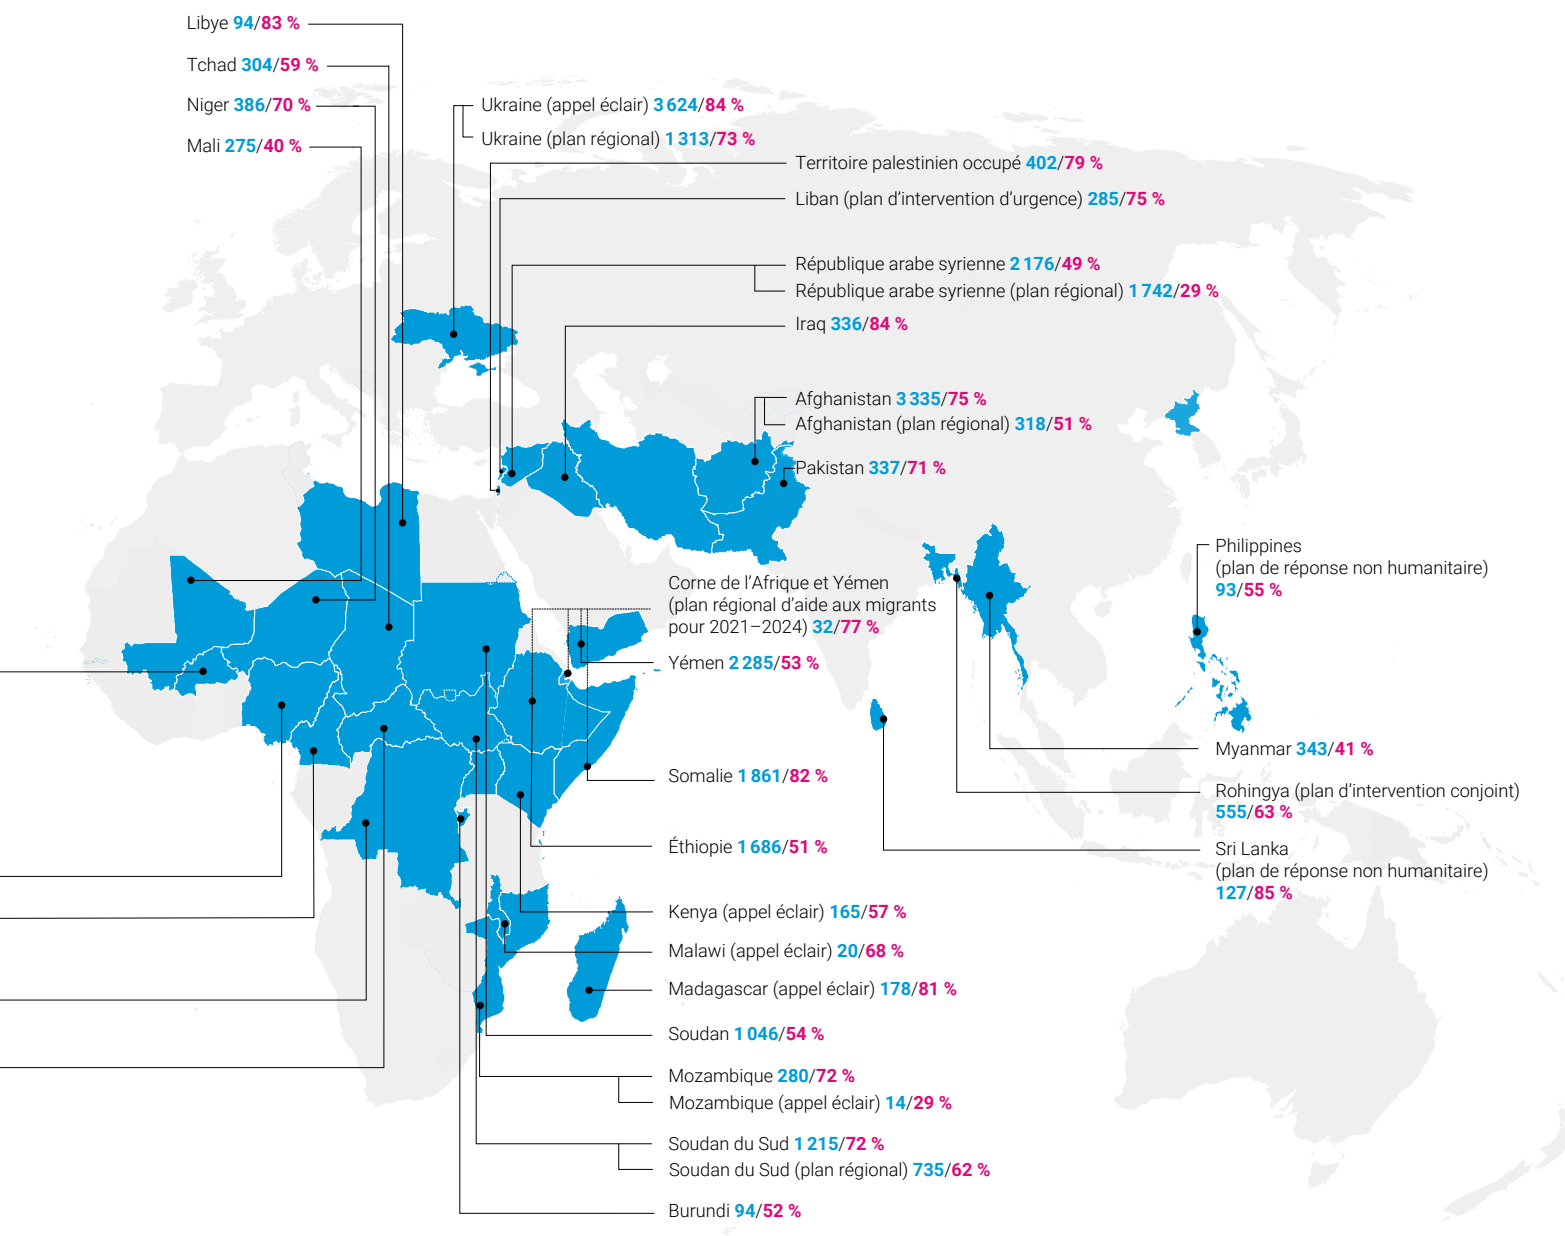 Libye 94/83 %
Tchad 304/59 %
Niger 386/70 %
Mali 275/40 %
Ukraine (appel éclair) 3 624/84 %
Ukraine (plan régional) 1 313/73 %
Territoire palestinien occupé 402/79 %
Liban (plan d’intervention d’urgence) 285/75 %
République arabe syrienne 2 176/49 %
République arabe syrienne (plan régional) 1 742/29 %
Iraq 336/84 %
Afghanistan 3 335/75 %
Afghanistan (plan régional) 318/51 %
Pakistan 337/71 %
Philippines
(plan de réponse non humanitaire)
93/55 %
Corne de l’Afrique et Yémen
(plan régional d’aide aux migrants
pour 2021–2024) 32/77 %
Yémen 2 285/53 %
Myanmar 343/41 %
Rohingya (plan d’intervention conjoint)
555/63 %
Sri Lanka
(plan de réponse non humanitaire)
127/85 %
Somalie 1 861/82 %
Éthiopie 1 686/51 %
Kenya (appel éclair) 165/57 %
Malawi (appel éclair) 20/68 %
Madagascar (appel éclair) 178/81 %
Soudan 1 046/54 %
Mozambique 280/72 %
Mozambique (appel éclair) 14/29 %
Soudan du Sud 1 215/72 %
Soudan du Sud (plan régional) 735/62 %
Burundi 94/52 %